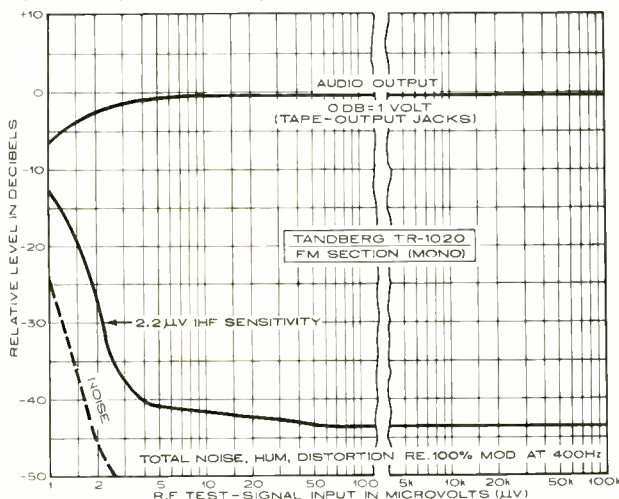 +10
0
-10
-20
-30
-40
-50
RELATIVE LEVEL IN DECIBELS
AUDIO OUTPUT
0 DB = 1 VOLT
(TAPE-OUTPUT JACKS)
TANDBERG TR-1020
FM SECTION (MONO)
2.2 μV IHF SENSITIVITY
NOISE
TOTAL NOISE, HUM, DISTORTION RE. 100% MOD AT 400Hz
1 2 5 10 20 50 100 5k 10k 20k 50k 100k
R.F. TEST-SIGNAL INPUT IN MICROVOLTS (μV)